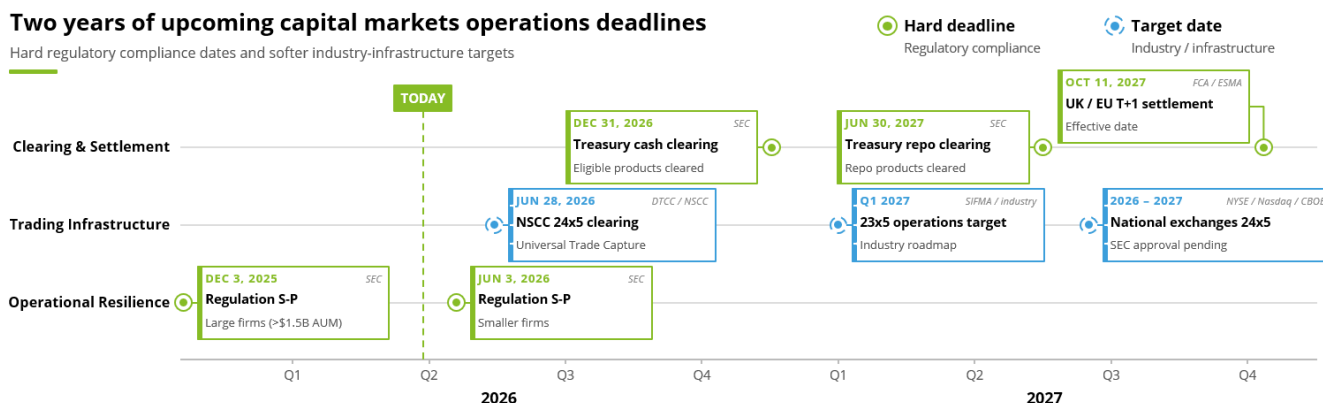 Two years of upcoming capital markets operations deadlines
Hard regulatory compliance dates and softer industry-infrastructure targets
Hard deadline
Regulatory compliance
Target date
Industry / infrastructure
TODAY
Clearing & Settlement
DEC 31, 2026 SEC
Treasury cash clearing
Eligible products cleared
JUN 30, 2027 SEC
Treasury repo clearing
Repo products cleared
OCT 11, 2027 FCA / ESMA
UK / EU T+1 settlement
Effective date
Trading Infrastructure
JUN 28, 2026 DTCC / NSCC
NSCC 24x5 clearing
Universal Trade Capture
Q1 2027 SIFMA / industry
23x5 operations target
Industry roadmap
2026 – 2027 NYSE / Nasdaq / CBOE
National exchanges 24x5
SEC approval pending
Operational Resilience
DEC 3, 2025 SEC
Regulation S-P
Large firms (>$1.5B AUM)
JUN 3, 2026 SEC
Regulation S-P
Smaller firms
Q1 Q2 Q3 Q4 Q1 Q2 Q3 Q4
2026 2027